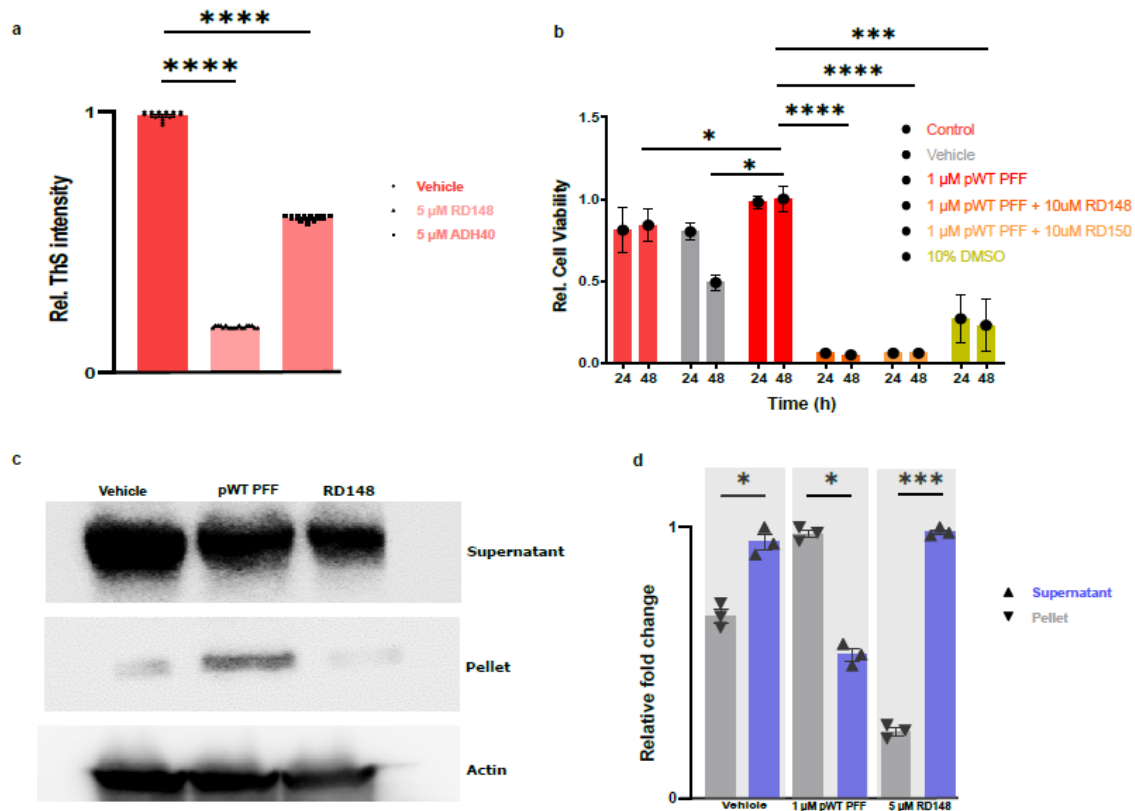 a
****
****
1
Rel. ThS intensity
0
Vehicle
5 µM RD148
5 µM ADH40
b
***
****
****
*
*
1.5
1.0
0.5
0.0
Rel. Cell Viability
24 48 24 48 24 48 24 48 24 48 24 48
Time (h)
Control
Vehicle
1 µM pWT PFF
1 µM pWT PFF + 10uM RD148
1 µM pWT PFF + 10uM RD150
10% DMSO
c
Vehicle pWT PFF RD148
Supernatant
Pellet
Actin
d
* * ***
1
Relative fold change
0
Vehicle 1 µM pWT PFF 5 µM RD148
Supernatant
Pellet